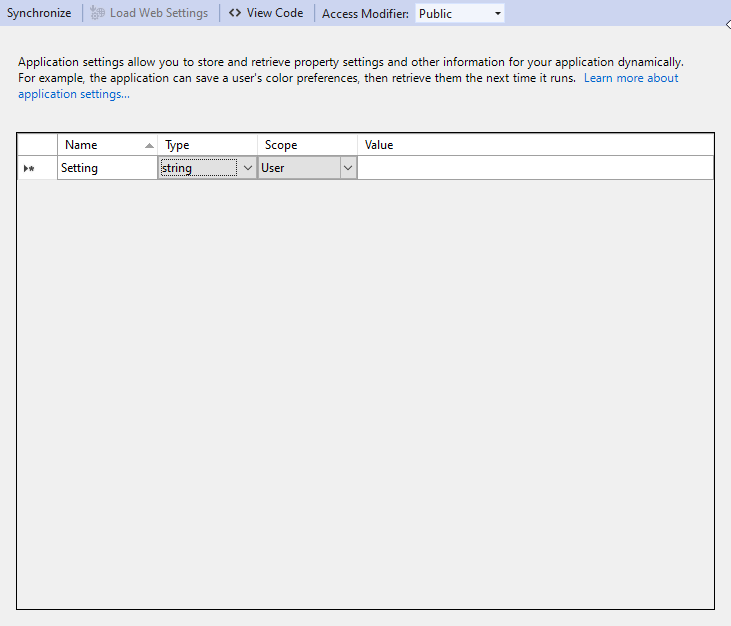 Synchronize Load Web Settings View Code Access Modifier: Public
Application settings allow you to store and retrieve property settings and other information for your application dynamically.
For example, the application can save a user's color preferences, then retrieve them the next time it runs. Learn more about
application settings...
Name Type Scope Value
Setting string User